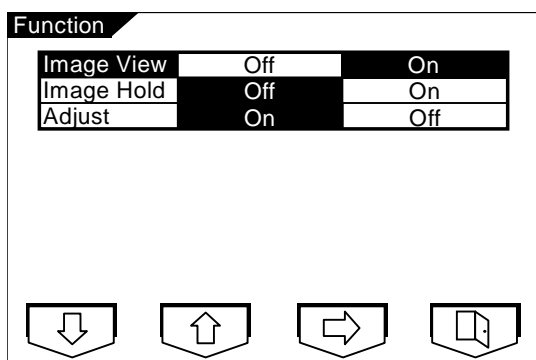 Function
Image View Off On
Image Hold Off On
Adjust On Off